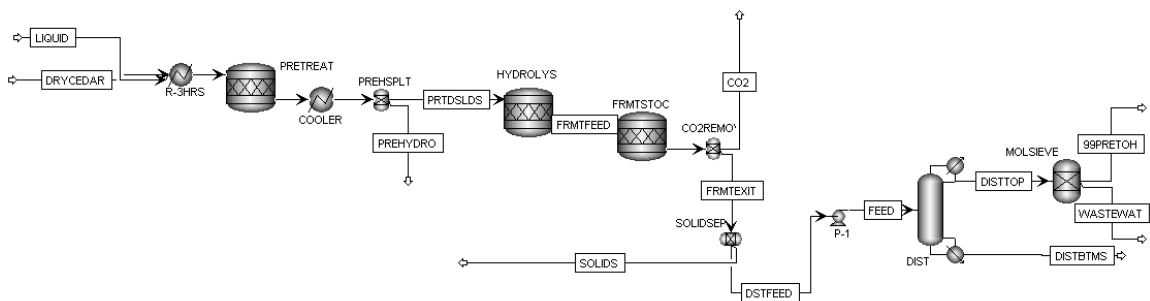 LIQUID
DRYCEDAR
R-3HRS
PRETREAT
COOLER
PREHSPLT
PRTDSLDS
PREHYDRO
HYDROLYS
FRMTFEED
FRMTSTOC
CO2REMO
CO2
FRMTEXIT
SOLIDSEP
SOLIDS
DSTFEED
P-1
FEED
DIST
DISTTOP
DISTBTMS
MOLSIEVE
99PRETOH
WASTEWAT